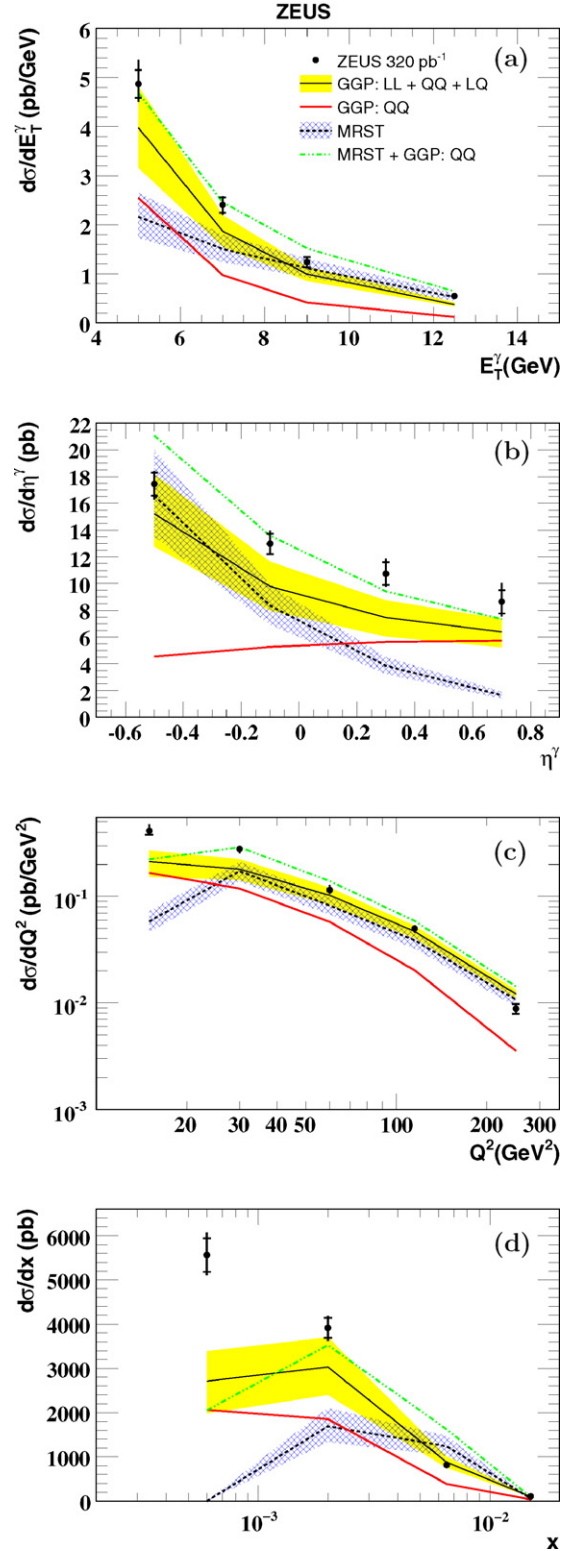 ZEUS
dσ/dE_T^γ (pb/GeV)
6
5
4
3
2
1
0
(a)
ZEUS 320 pb⁻¹
GGP: LL + QQ + LQ
GGP: QQ
MRST
MRST + GGP: QQ
4 6 8 10 12 14
E_T^γ(GeV)
dσ/dη^γ (pb)
22
20
18
16
14
12
10
8
6
4
2
0
(b)
-0.6 -0.4 -0.2 0 0.2 0.4 0.6 0.8
η^γ
dσ/dQ² (pb/GeV²)
10⁻¹
10⁻²
10⁻³
(c)
20 30 40 50 100 200 300
Q²(GeV²)
dσ/dx (pb)
6000
5000
4000
3000
2000
1000
0
(d)
10⁻³ 10⁻²
x